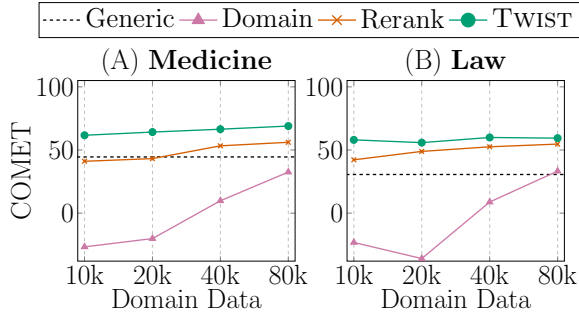 Generic Domain Rerank TWIST
(A) Medicine (B) Law
COMET
100 100
50 50
0 0
10k 20k 40k 80k 10k 20k 40k 80k
Domain Data Domain Data